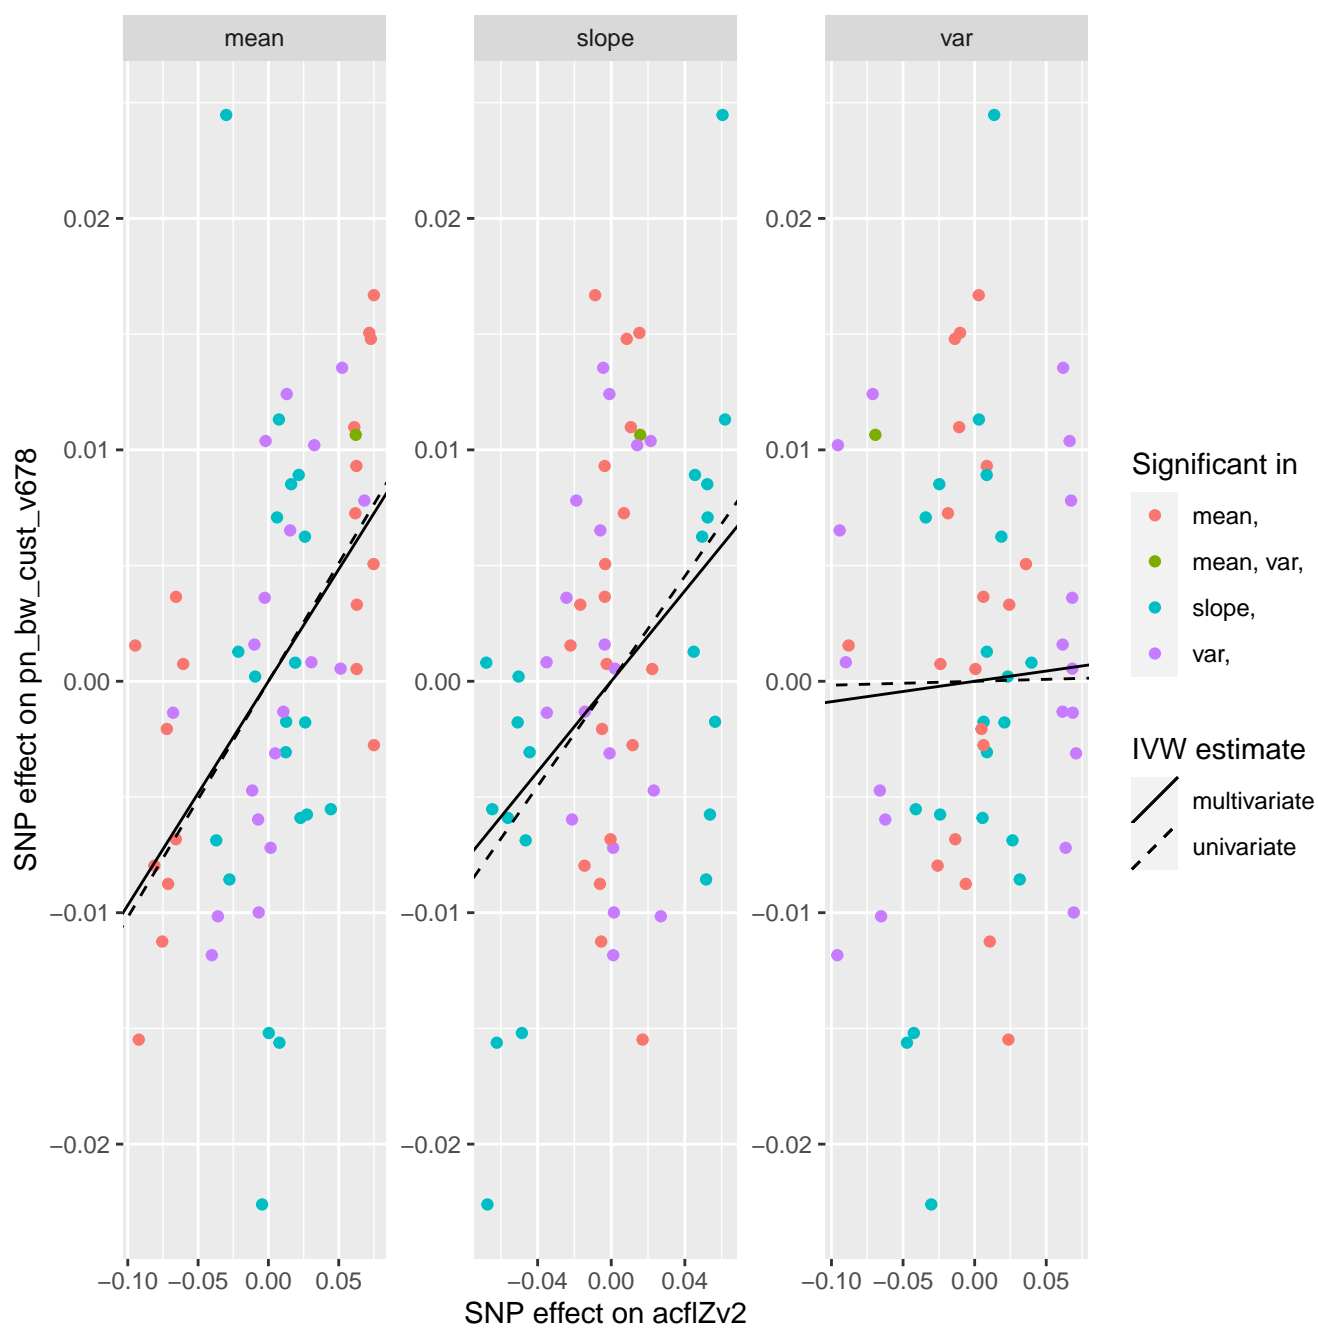 mean slope var
SNP effect on pn_bw_cust_v678
0.02 0.02 0.02
0.01 0.01 0.01
0.00 0.00 0.00
−0.01 −0.01 −0.01
−0.02 −0.02 −0.02
−0.10 −0.05 0.00 0.05 −0.04 0.00 0.04 −0.10 −0.05 0.00 0.05
SNP effect on acflZv2
Significant in
mean,
mean, var,
slope,
var,
IVW estimate
multivariate
univariate